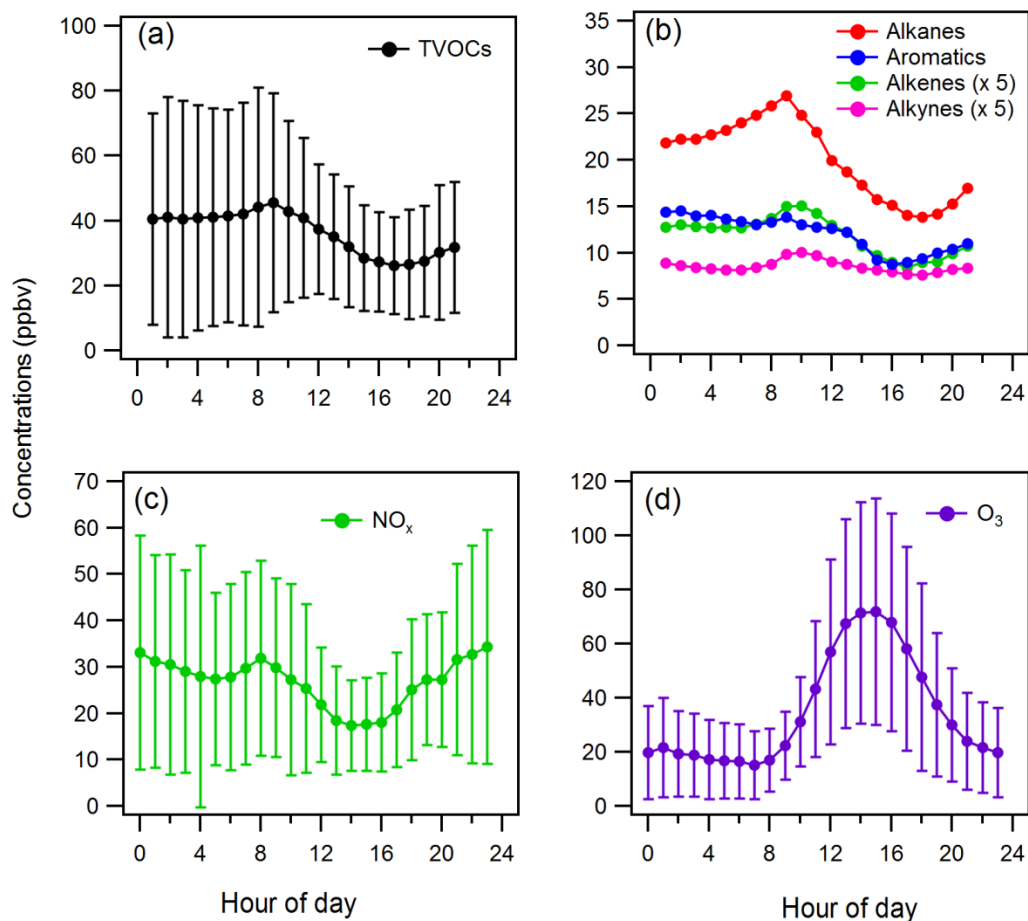 Concentrations (ppbv)
(a)
TVOCs
100
80
60
40
20
0
0 4 8 12 16 20 24
(b)
Alkanes
Aromatics
Alkenes (x 5)
Alkynes (x 5)
35
30
25
20
15
10
5
0
0 4 8 12 16 20 24
(c)
NOx
70
60
50
40
30
20
10
0
0 4 8 12 16 20 24
Hour of day
(d)
O3
120
100
80
60
40
20
0
0 4 8 12 16 20 24
Hour of day